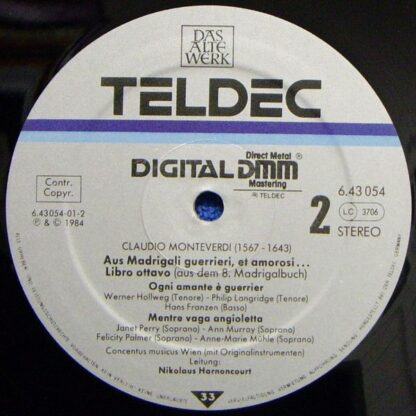 DAS
ALTE
WERK
TELDEC
DIGITAL DMM
Direct Metal ®
Mastering
℗ TELDEC
Contr.
Copyr.
6.43054-01-2
℗ & © 1984
2
6.43 054
LC 3706
STEREO
CLAUDIO MONTEVERDI (1567 - 1643)
Aus Madrigali guerrieri, et amorosi...
Libro ottavo (aus dem 8. Madrigalbuch)
Ogni amante è guerrier
Werner Hollweg (Tenore) - Philip Langridge (Tenore)
Hans Franzen (Basso)
Mentre vaga angioletta
Janet Perry (Soprano) - Ann Murray (Soprano)
Felicity Palmer (Soprano) - Anne-Marie Mühle (Soprano)
Concentus musicus Wien (mit Originalinstrumenten)
Leitung:
Nikolaus Harnoncourt
33